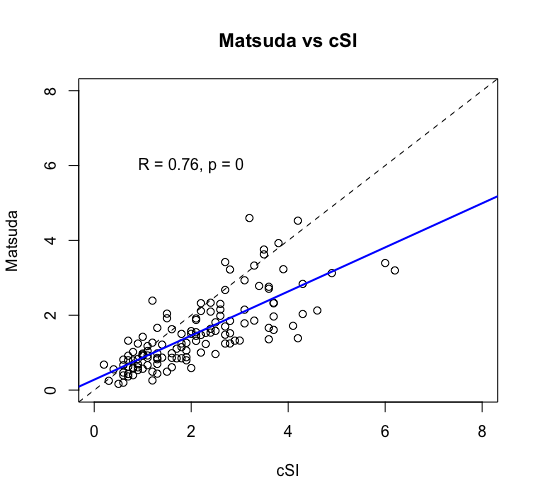 Matsuda vs cSI
8
6
4
2
0
Matsuda
R = 0.76, p = 0
0 2 4 6 8
cSI